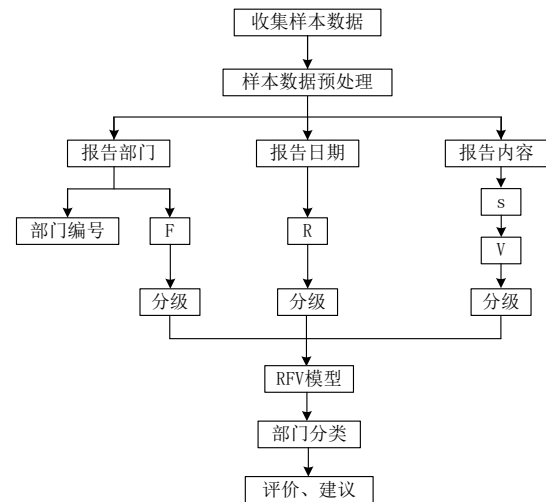 收集样本数据
样本数据预处理
报告部门
报告日期
报告内容
部门编号
F
R
s
V
分级
分级
分级
RFV模型
部门分类
评价、建议